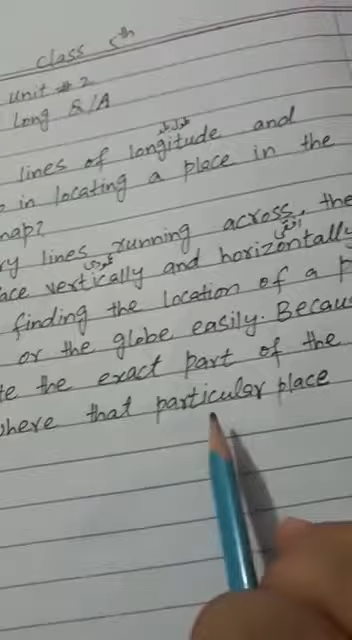 Class 5th
Unit # 2
Long Q/A
lines of longitude and
in locating a place in the
map?
lines running across, the
vertically and horizontally
عمودی افقی
finding the location of a
or the globe easily. Becau
the exact part of the
where that particular place